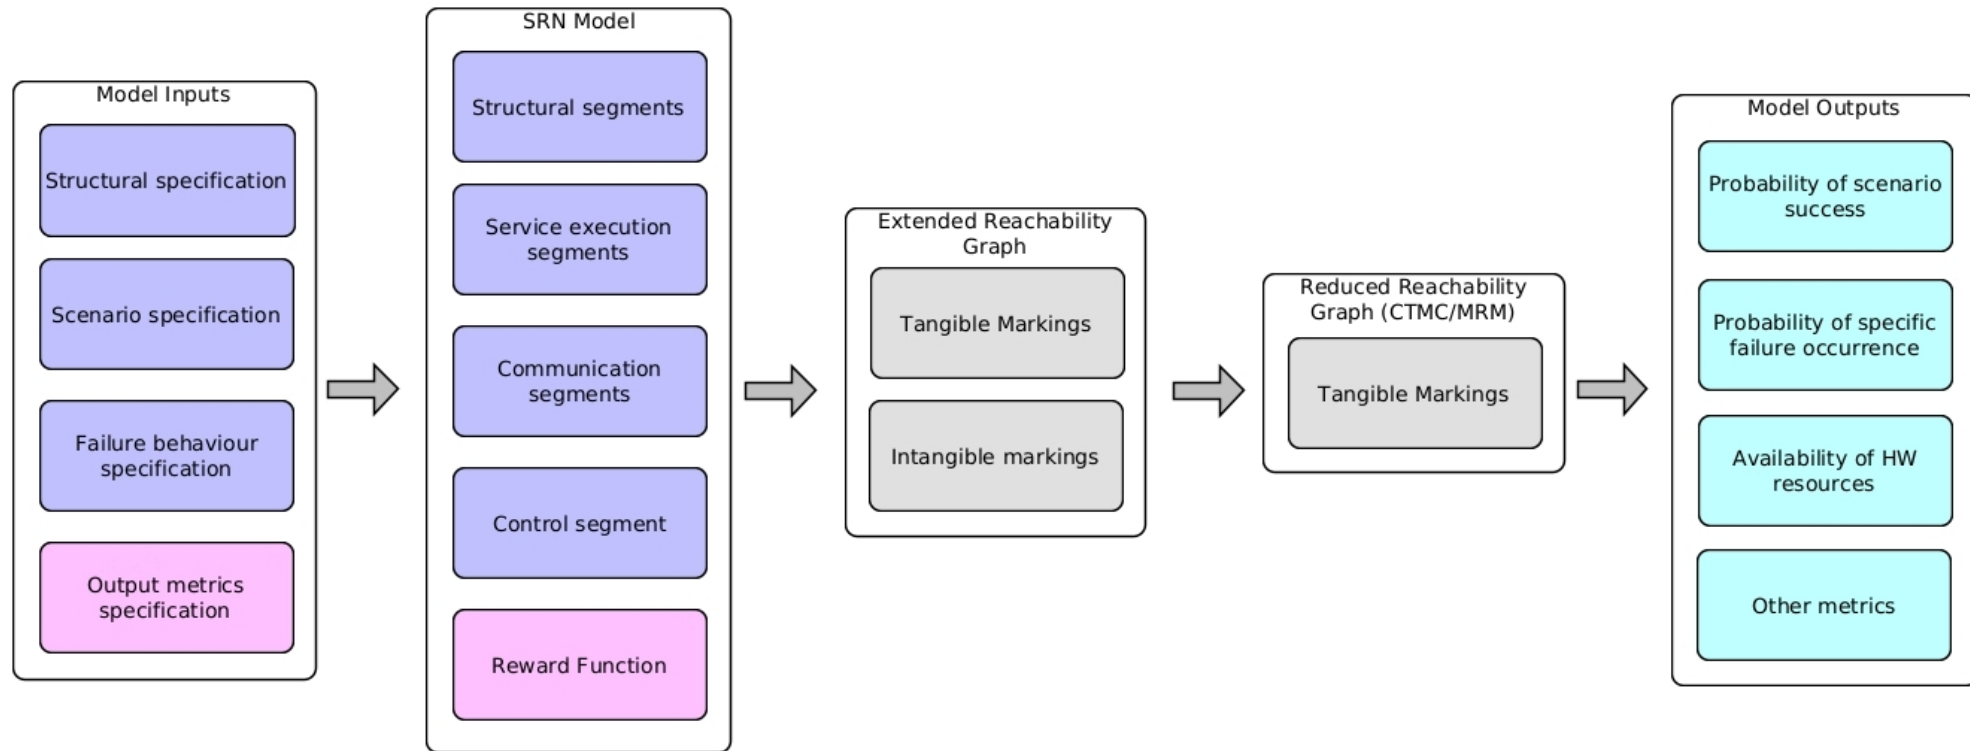 Model Inputs
Structural specification
Scenario specification
Failure behaviour
specification
Output metrics
specification
SRN Model
Structural segments
Service execution
segments
Communication
segments
Control segment
Reward Function
Extended Reachability
Graph
Tangible Markings
Intangible markings
Reduced Reachability
Graph (CTMC/MRM)
Tangible Markings
Model Outputs
Probability of scenario
success
Probability of specific
failure occurrence
Availability of HW
resources
Other metrics